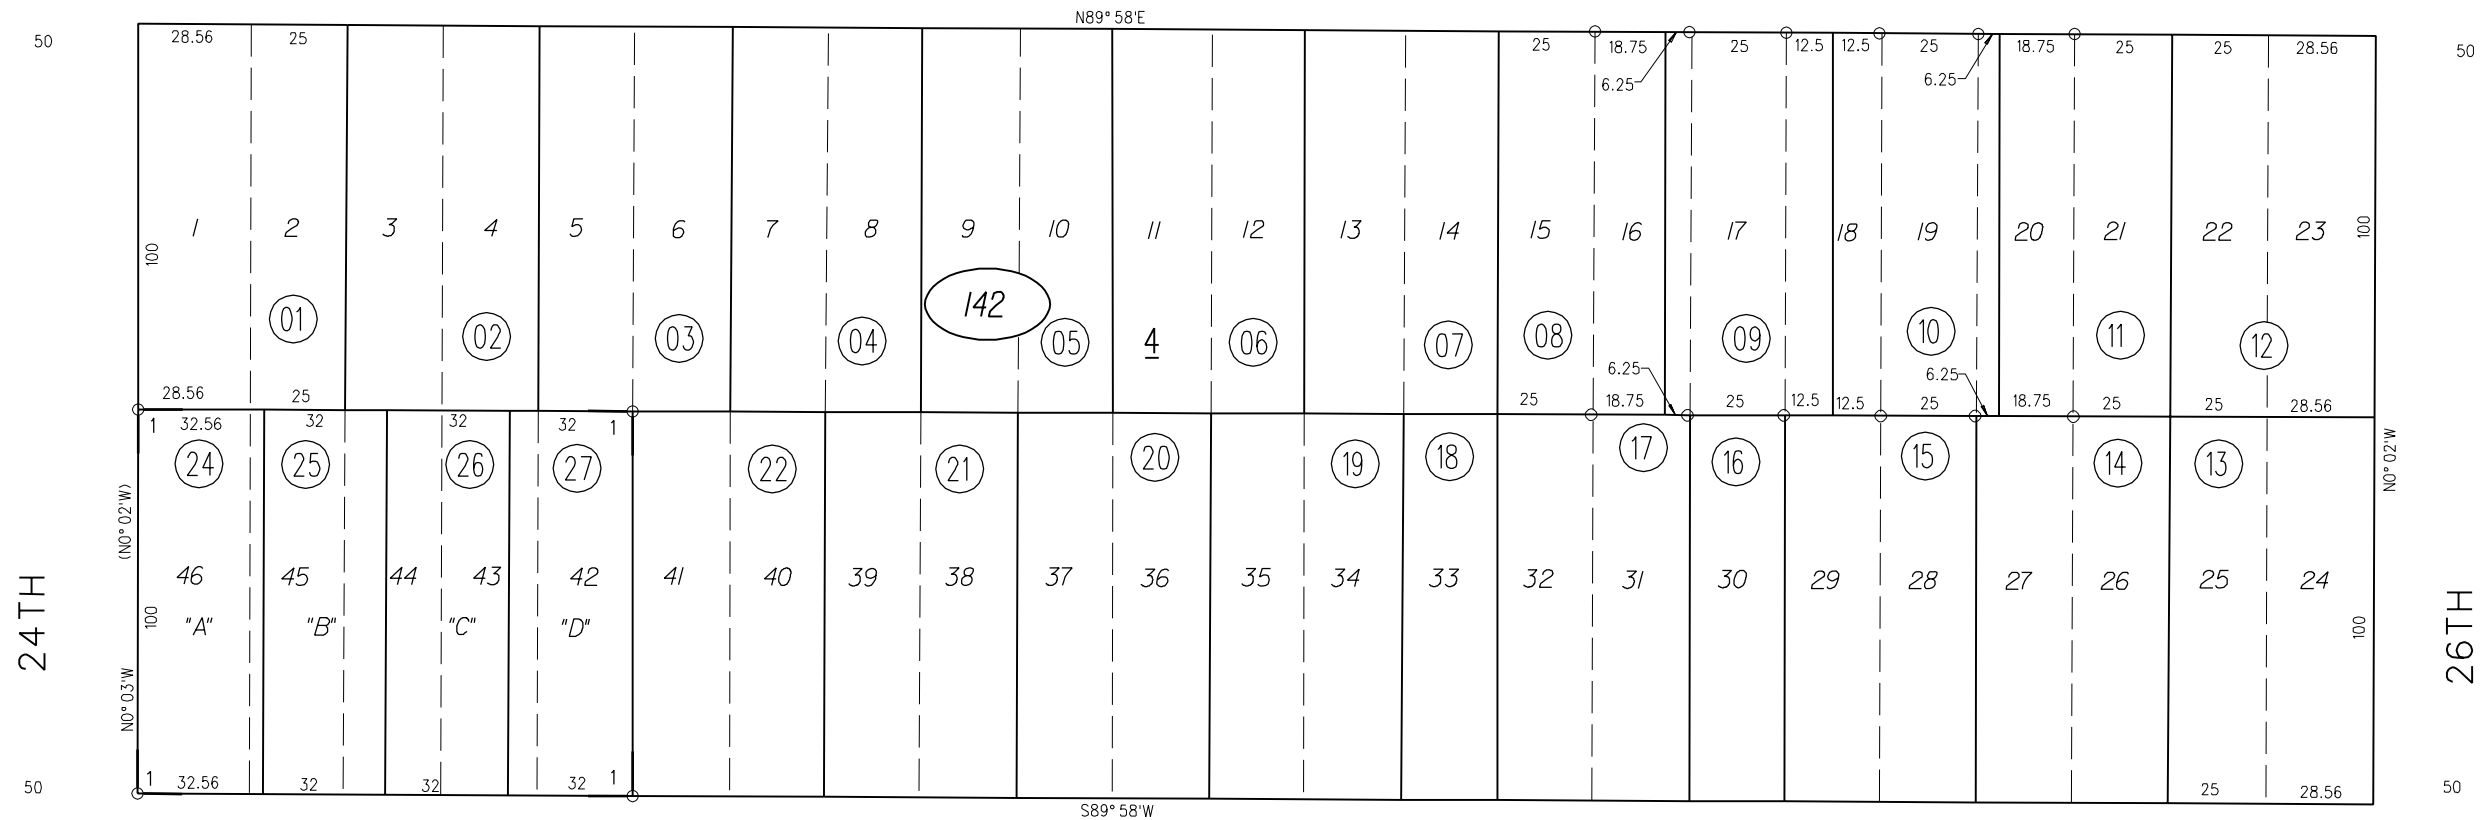 N89° 58'E
50 28.56 25 25 18.75 25 12.5 12.5 25 18.75 25 25 28.56 50
6.25 6.25
1 2 3 4 5 6 7 8 9 10 11 12 13 14 15 16 17 18 19 20 21 22 23
100 100
142
01 02 03 04 05 4 06 07 08 09 10 11 12
6.25 6.25
28.56 25 25 18.75 25 12.5 12.5 25 18.75 25 25 28.56
1 32.56 32 32 32 1
24 25 26 27 22 21 20 19 18 17 16 15 14 13
(N0° 02'W) N0° 02'W
46 45 44 43 42 41 40 39 38 37 36 35 34 33 32 31 30 29 28 27 26 25 24
100 "A" "B" "C" "D" 100
24TH 26TH
N0° 03'W
50 1 32.56 32 32 32 1 25 28.56 50
S89° 58'W